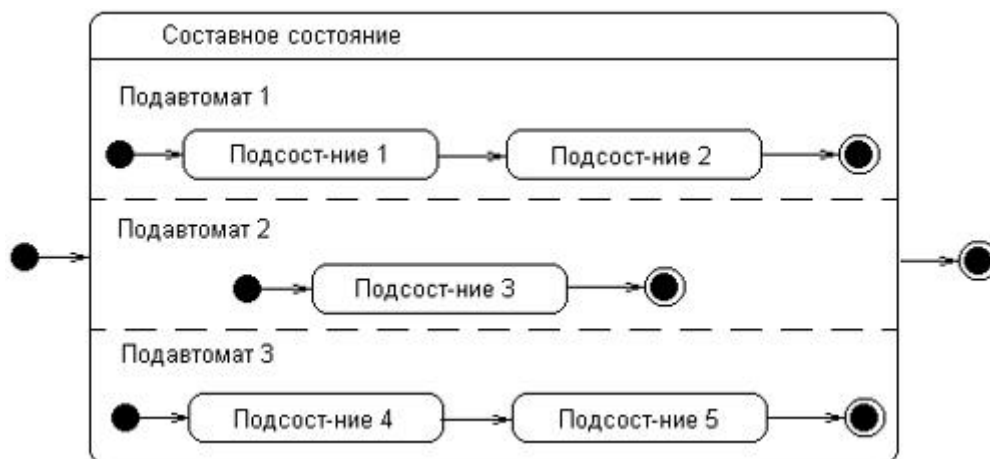 Составное состояние
Подавтомат 1
Подсост-ние 1
Подсост-ние 2
Подавтомат 2
Подсост-ние 3
Подавтомат 3
Подсост-ние 4
Подсост-ние 5